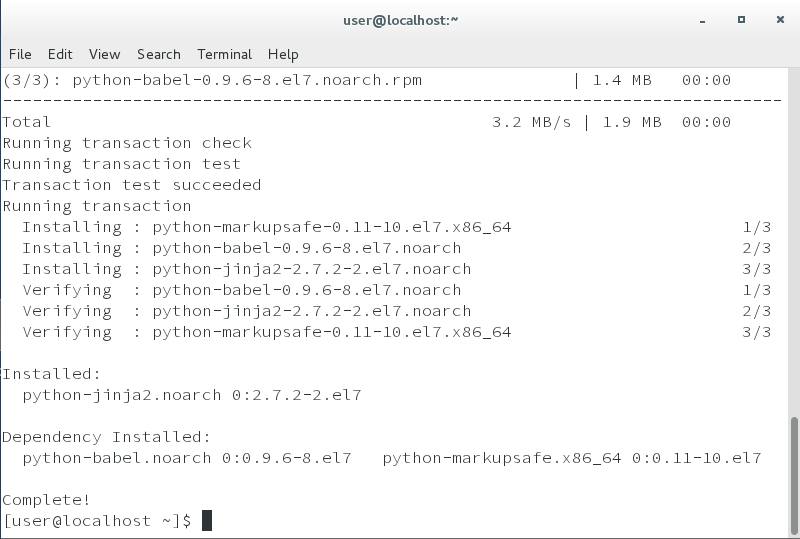 user@localhost:~
File Edit View Search Terminal Help
(3/3): python-babel-0.9.6-8.el7.noarch.rpm | 1.4 MB 00:00
--------------------------------------------------------------------------------
Total 3.2 MB/s | 1.9 MB 00:00
Running transaction check
Running transaction test
Transaction test succeeded
Running transaction
  Installing : python-markupsafe-0.11-10.el7.x86_64 1/3
  Installing : python-babel-0.9.6-8.el7.noarch 2/3
  Installing : python-jinja2-2.7.2-2.el7.noarch 3/3
  Verifying  : python-babel-0.9.6-8.el7.noarch 1/3
  Verifying  : python-jinja2-2.7.2-2.el7.noarch 2/3
  Verifying  : python-markupsafe-0.11-10.el7.x86_64 3/3
Installed:
  python-jinja2.noarch 0:2.7.2-2.el7
Dependency Installed:
  python-babel.noarch 0:0.9.6-8.el7   python-markupsafe.x86_64 0:0.11-10.el7
Complete!
[user@localhost ~]$